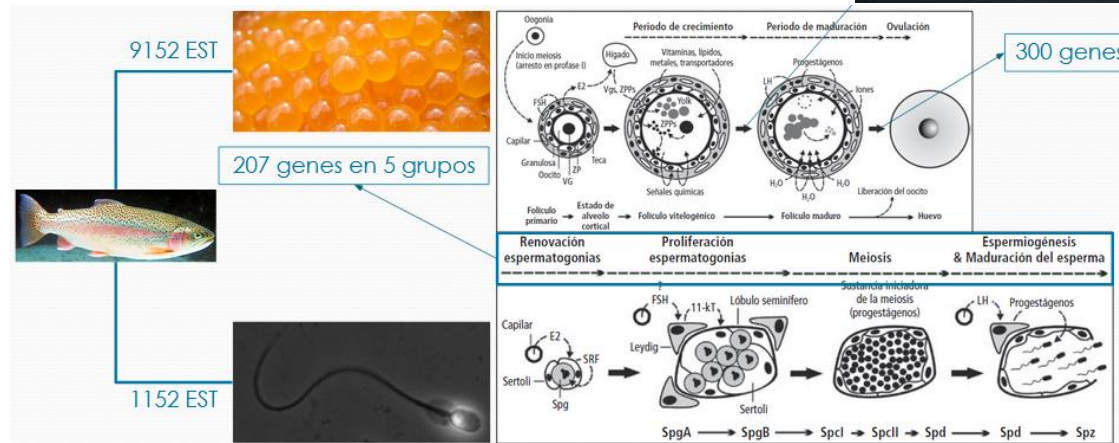 9152 EST
207 genes en 5 grupos
1152 EST
300 genes
Oogonia
Periodo de crecimiento
Periodo de maduración
Ovulación
Inicio meiosis
(arresto en profase I)
Hígado
Vitaminas, lípidos,
metales, transportadores
Progestágenos
LH
Iones
E2
Vgs, ZPPs
FSH
Yolk
ZPPs
Capilar
Granulosa
Oocito
VG
ZP
Teca
Señales químicas
H₂O
H₂O
H₂O
Liberación del oocito
Folículo
primario
Estado de
alveolo
cortical
Folículo vitelogénico
Folículo maduro
Huevo
Renovación
espermatogonias
Proliferación
espermatogonias
Meiosis
Espermiogénesis
& Maduración del esperma
?
FSH
11-kT
Lóbulo seminífero
Sustancia iniciadora
de la meiosis
(progestágenos)
LH
Progestágenos
Capilar
E2
SRF
Sertoli
Spg
Leydig
Sertoli
SpgA
SpgB
SpcI
SpcII
Spd
Spd
Spz